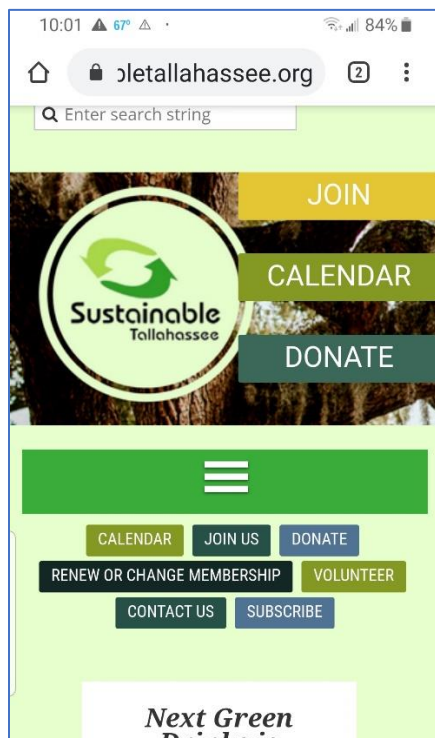 10:01 67° 84%
oletallahassee.org 2
Enter search string
JOIN
CALENDAR
DONATE
Sustainable
Tallahassee
CALENDAR JOIN US DONATE
RENEW OR CHANGE MEMBERSHIP VOLUNTEER
CONTACT US SUBSCRIBE
Next Green